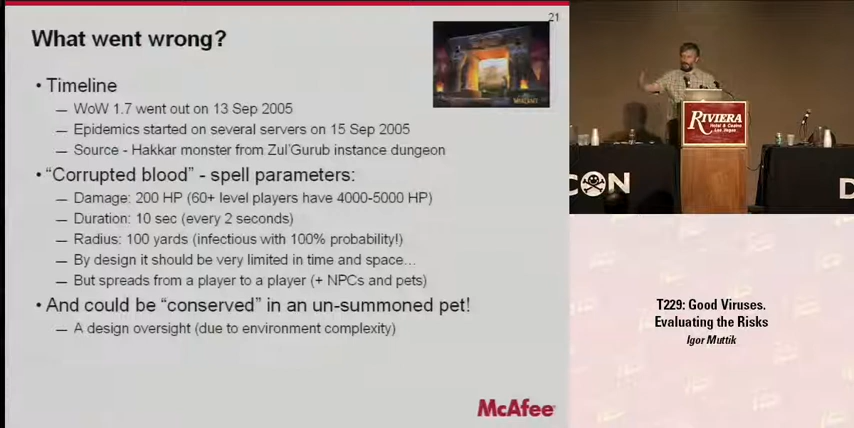 21
What went wrong?
• Timeline
— WoW 1.7 went out on 13 Sep 2005
— Epidemics started on several servers on 15 Sep 2005
— Source - Hakkar monster from Zul'Gurub instance dungeon
• “Corrupted blood” - spell parameters:
— Damage: 200 HP (60+ level players have 4000-5000 HP)
— Duration: 10 sec (every 2 seconds)
— Radius: 100 yards (infectious with 100% probability!)
— By design it should be very limited in time and space…
— But spreads from a player to a player (+ NPCs and pets)
• And could be “conserved” in an un-summoned pet!
— A design oversight (due to environment complexity)
McAfee
RIVIERA
Hotel & Casino
Las Vegas
CON
D
T229: Good Viruses.
Evaluating the Risks
Igor Muttik